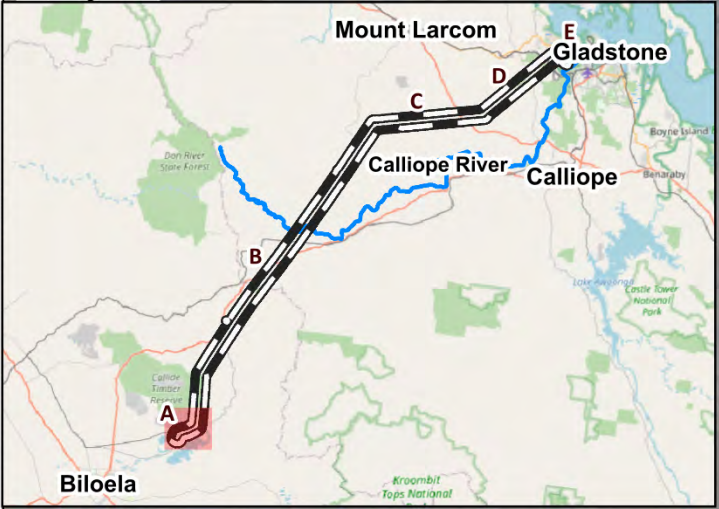 Mount Larcom
E
Gladstone
D
C
Boyne Island
Don River
State Forest
Calliope River
Calliope
Benaraby
B
Lake Awoonga
Castle Tower
National
Park
Callide
Timber
Reserve
A
Biloela
Kroombit
Tops National